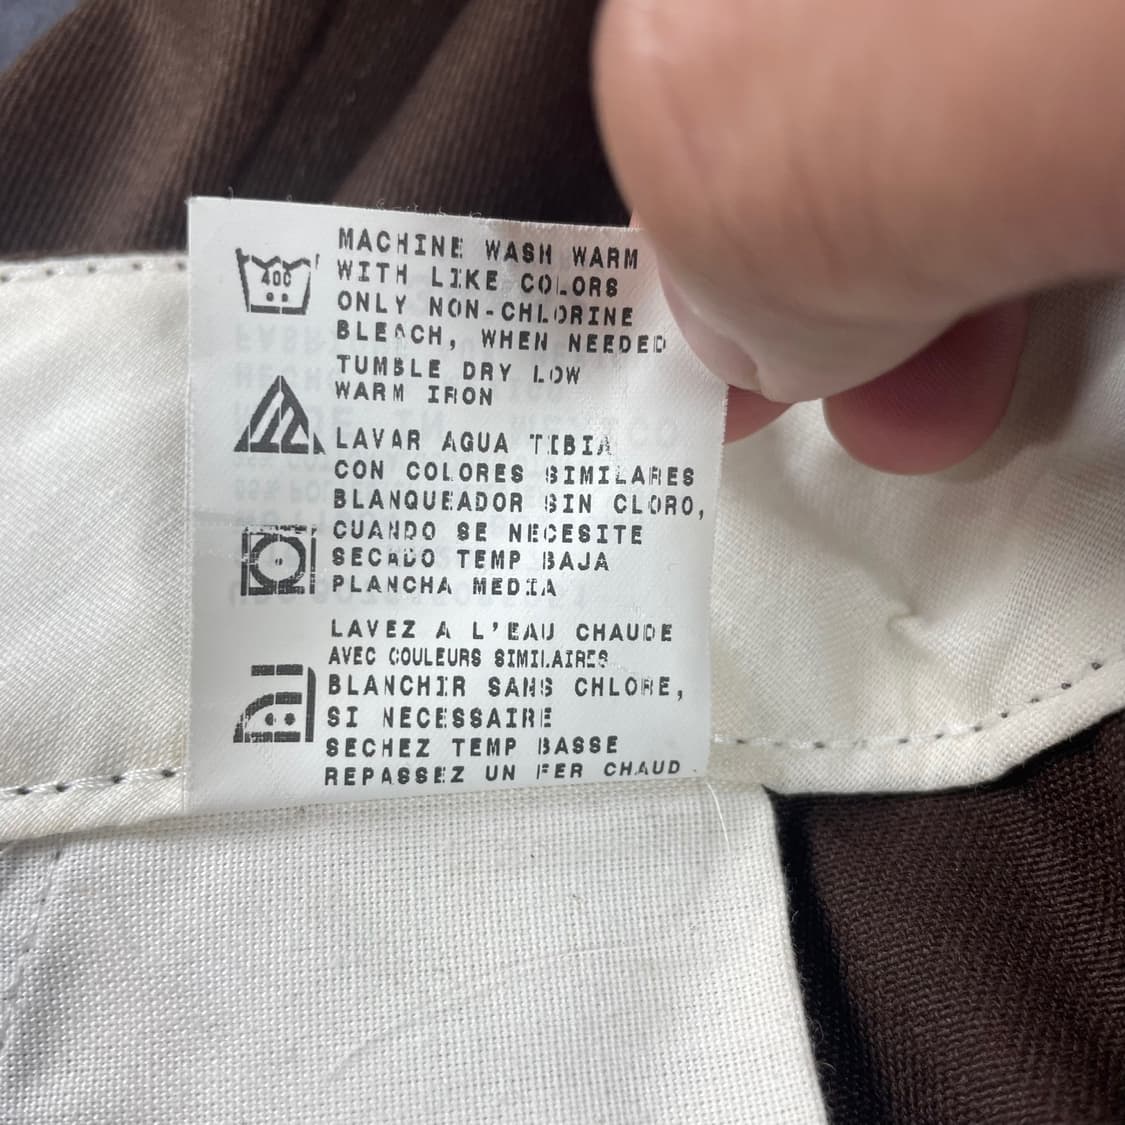 40C
MACHINE WASH WARM
WITH LIKE COLORS
ONLY NON-CHLORINE
BLEACH, WHEN NEEDED
TUMBLE DRY LOW
WARM IRON
LAVAR AGUA TIBIA
CON COLORES SIMILARES
BLANQUEADOR SIN CLORO,
CUANDO SE NECESITE
SECADO TEMP BAJA
PLANCHA MEDIA
LAVEZ A L'EAU CHAUDE
AVEC COULEURS SIMILAIRES
BLANCHIR SANS CHLORE,
SI NECESSAIRE
SECHEZ TEMP BASSE
REPASSEZ UN FER CHAUD.